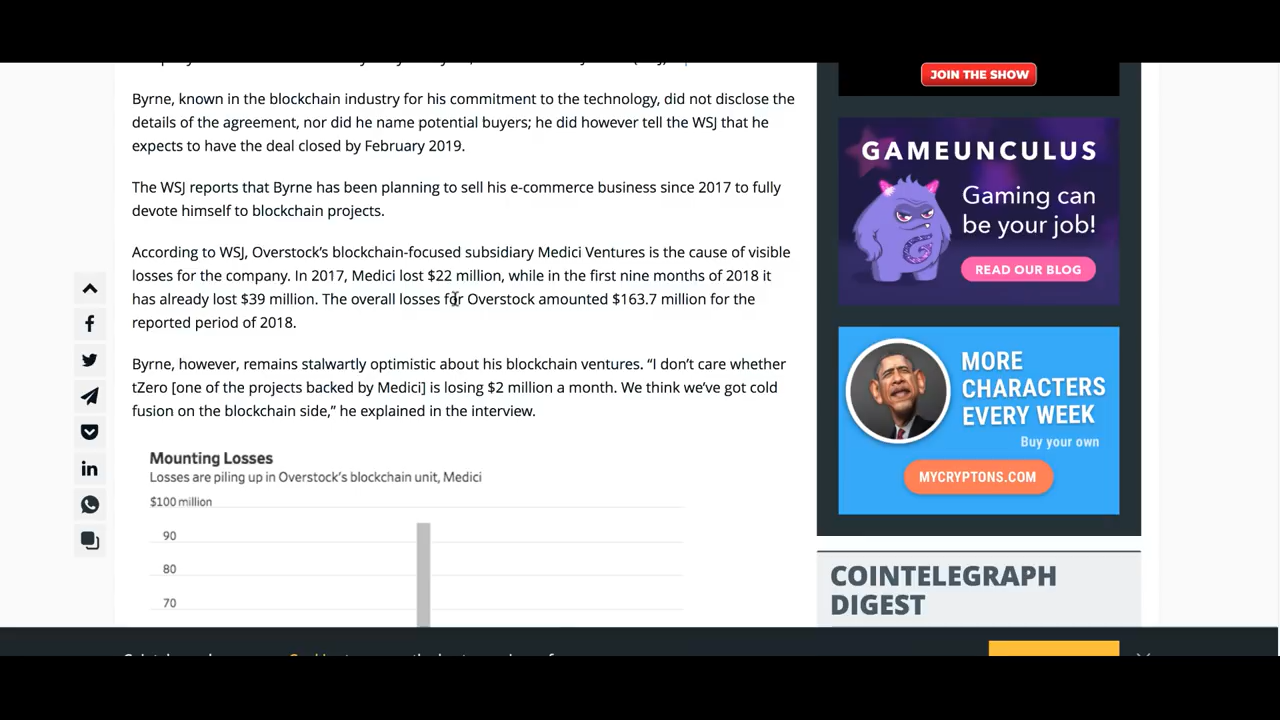 Byrne, known in the blockchain industry for his commitment to the technology, did not disclose the
details of the agreement, nor did he name potential buyers; he did however tell the WSJ that he
expects to have the deal closed by February 2019.
The WSJ reports that Byrne has been planning to sell his e-commerce business since 2017 to fully
devote himself to blockchain projects.
According to WSJ, Overstock’s blockchain-focused subsidiary Medici Ventures is the cause of visible
losses for the company. In 2017, Medici lost $22 million, while in the first nine months of 2018 it
has already lost $39 million. The overall losses for Overstock amounted $163.7 million for the
reported period of 2018.
Byrne, however, remains stalwartly optimistic about his blockchain ventures. “I don’t care whether
tZero [one of the projects backed by Medici] is losing $2 million a month. We think we’ve got cold
fusion on the blockchain side,” he explained in the interview.
Mounting Losses
Losses are piling up in Overstock’s blockchain unit, Medici
$100 million
90
80
70
JOIN THE SHOW
GAMEUNCULUS
Gaming can
be your job!
READ OUR BLOG
MORE
CHARACTERS
EVERY WEEK
Buy your own
MYCRYPTONS.COM
COINTELEGRAPH
DIGEST